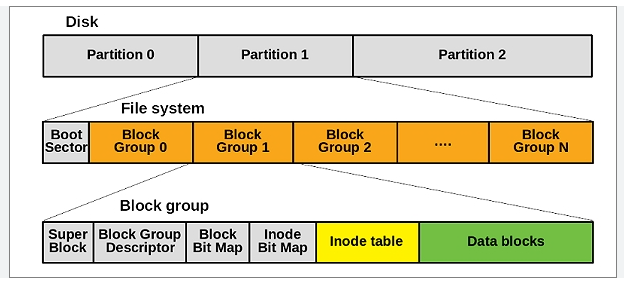 Disk
Partition 0
Partition 1
Partition 2
File system
Boot
Sector
Block
Group 0
Block
Group 1
Block
Group 2
....
Block
Group N
Block group
Super
Block
Block Group
Descriptor
Block
Bit Map
Inode
Bit Map
Inode table
Data blocks